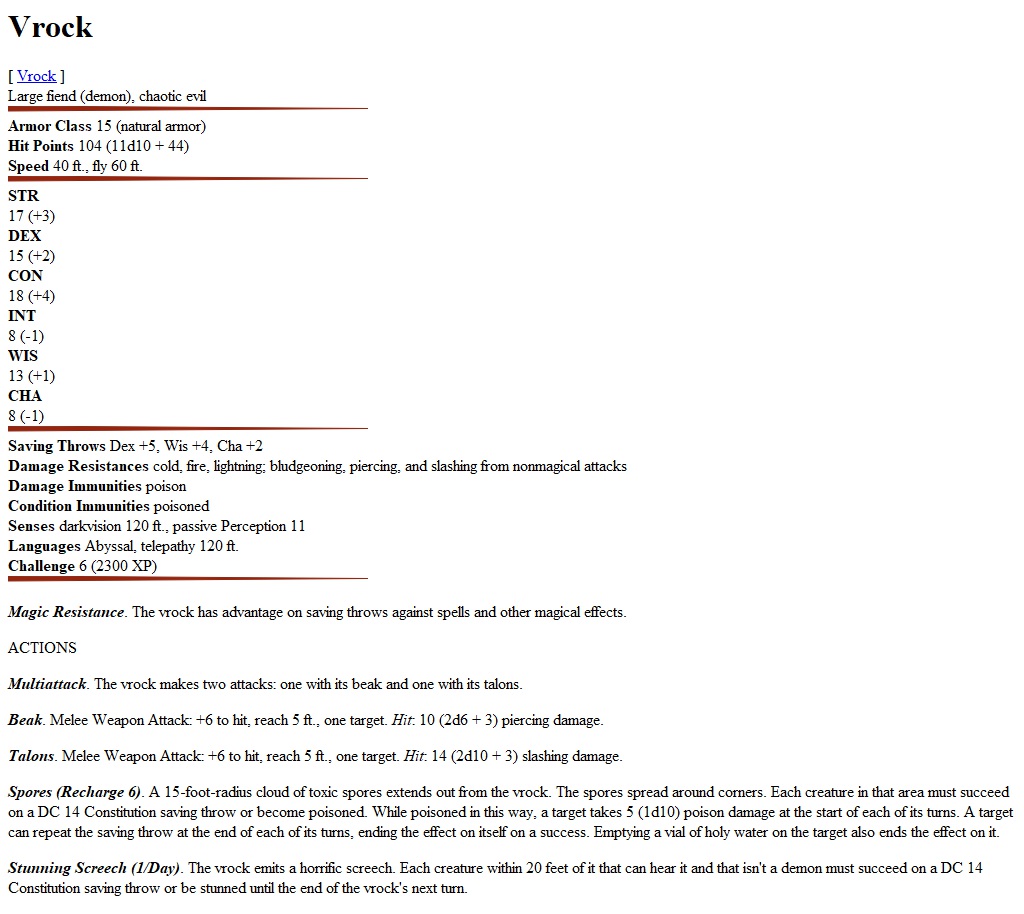 Vrock
[ Vrock ]
Large fiend (demon), chaotic evil
Armor Class 15 (natural armor)
Hit Points 104 (11d10 + 44)
Speed 40 ft., fly 60 ft.
STR
17 (+3)
DEX
15 (+2)
CON
18 (+4)
INT
8 (-1)
WIS
13 (+1)
CHA
8 (-1)
Saving Throws Dex +5, Wis +4, Cha +2
Damage Resistances cold, fire, lightning; bludgeoning, piercing, and slashing from nonmagical attacks
Damage Immunities poison
Condition Immunities poisoned
Senses darkvision 120 ft., passive Perception 11
Languages Abyssal, telepathy 120 ft.
Challenge 6 (2300 XP)
Magic Resistance. The vrock has advantage on saving throws against spells and other magical effects.
ACTIONS
Multiattack. The vrock makes two attacks: one with its beak and one with its talons.
Beak. Melee Weapon Attack: +6 to hit, reach 5 ft., one target. Hit: 10 (2d6 + 3) piercing damage.
Talons. Melee Weapon Attack: +6 to hit, reach 5 ft., one target. Hit: 14 (2d10 + 3) slashing damage.
Spores (Recharge 6). A 15-foot-radius cloud of toxic spores extends out from the vrock. The spores spread around corners. Each creature in that area must succeed
on a DC 14 Constitution saving throw or become poisoned. While poisoned in this way, a target takes 5 (1d10) poison damage at the start of each of its turns. A target
can repeat the saving throw at the end of each of its turns, ending the effect on itself on a success. Emptying a vial of holy water on the target also ends the effect on it.
Stunning Screech (1/Day). The vrock emits a horrific screech. Each creature within 20 feet of it that can hear it and that isn't a demon must succeed on a DC 14
Constitution saving throw or be stunned until the end of the vrock's next turn.